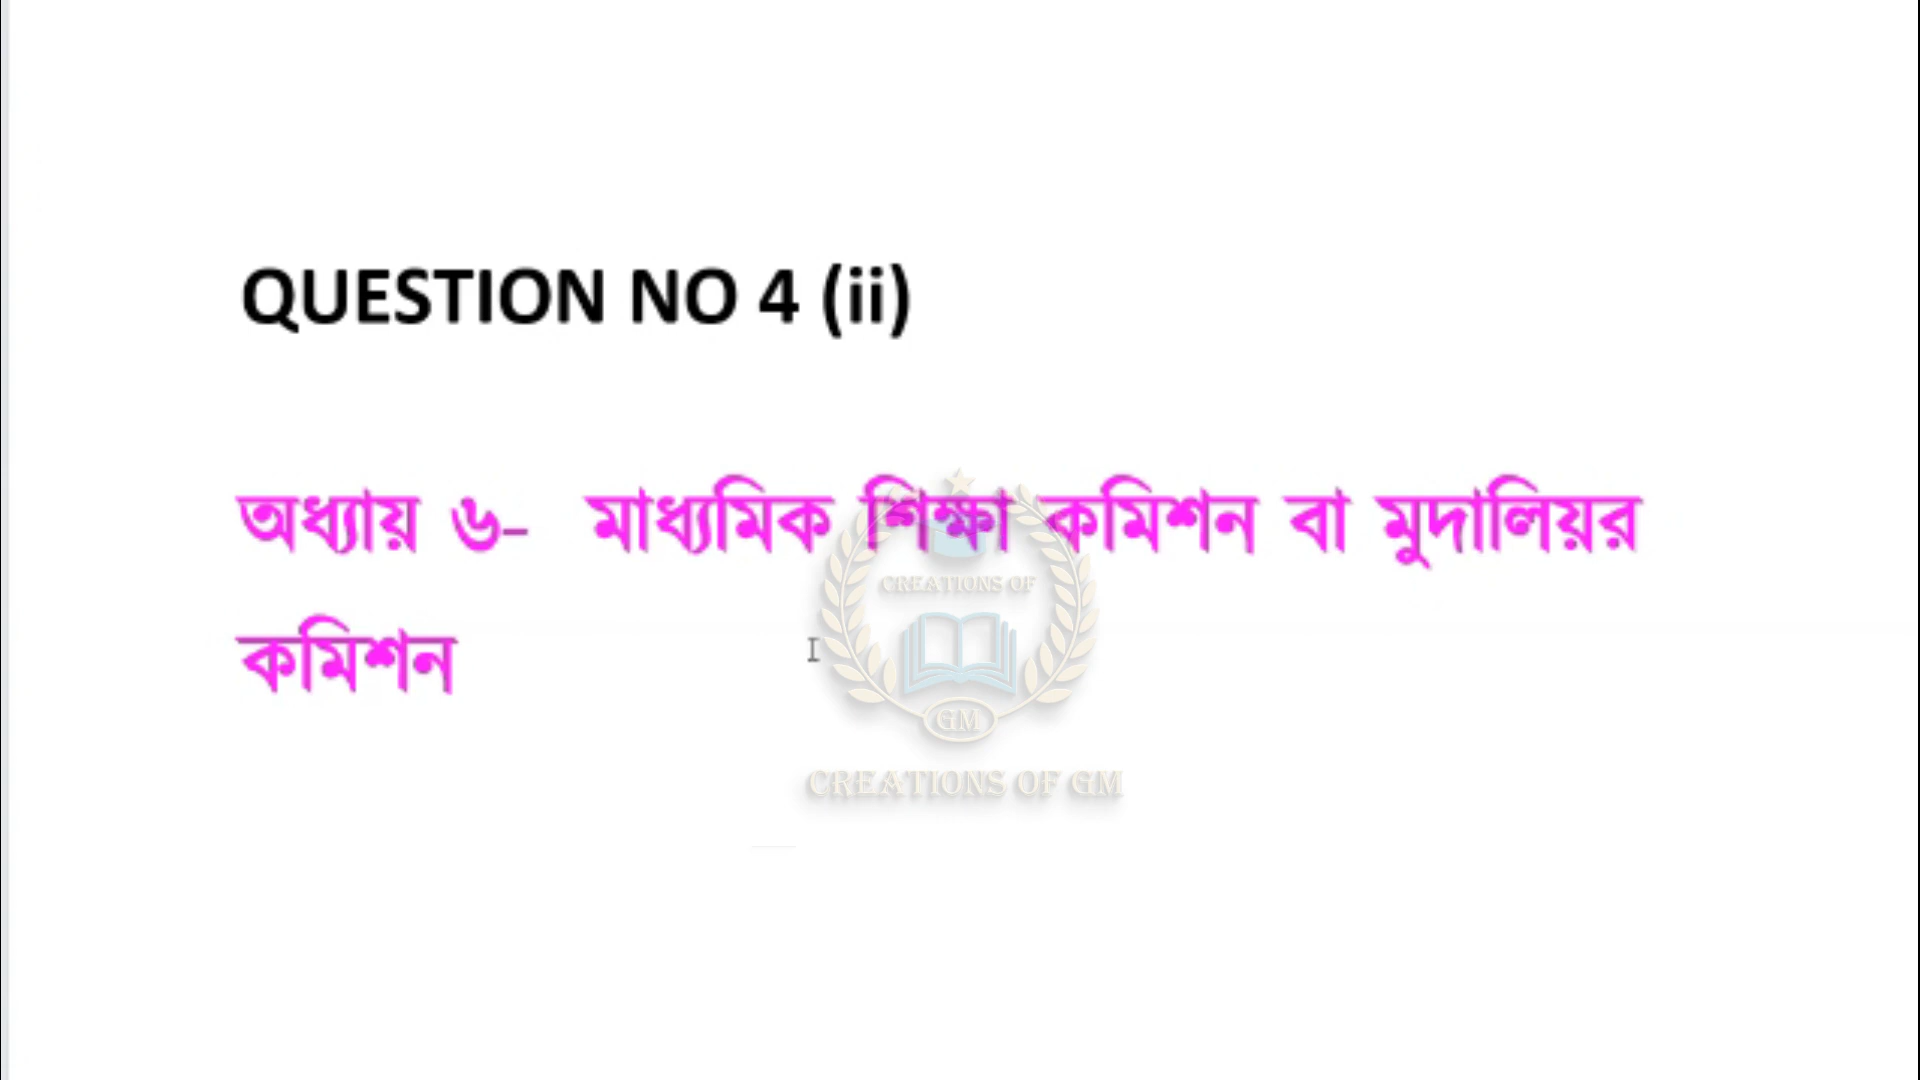 QUESTION NO 4 (ii)
অধ্যায় ৬- মাধ্যমিক শিক্ষা কমিশন বা মুদালিয়র
কমিশন
CREATIONS OF
GM
CREATIONS OF GM